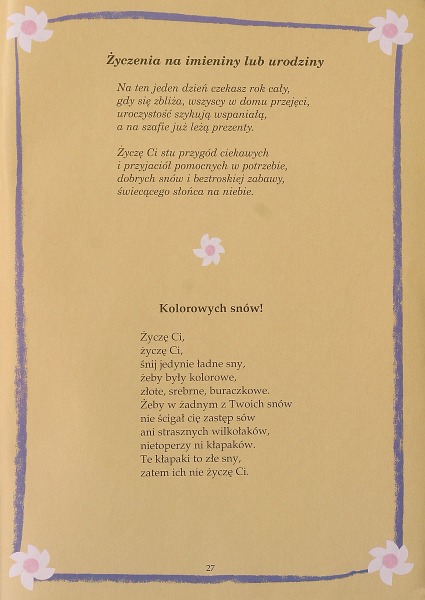 Życzenia na imieniny lub urodziny
Na ten jeden dzień czekasz rok cały,
gdy się zbliża, wszyscy w domu przejęci,
uroczystość szykują wspaniałą,
a na szafie już leżą prezenty.
Życzę Ci stu przygód ciekawych
i przyjaciół pomocnych w potrzebie,
dobrych snów i beztroskiej zabawy,
świecącego słońca na niebie.
Kolorowych snów!
Życzę Ci,
życzę Ci,
śnij jedynie ładne sny,
żeby były kolorowe,
złote, srebrne, buraczkowe.
Żeby w żadnym z Twoich snów
nie ścigał cię zastęp sów
ani strasznych wilkołaków,
nietoperzy ni kłapaków.
Te kłapaki to złe sny,
zatem ich nie życzę Ci.
27